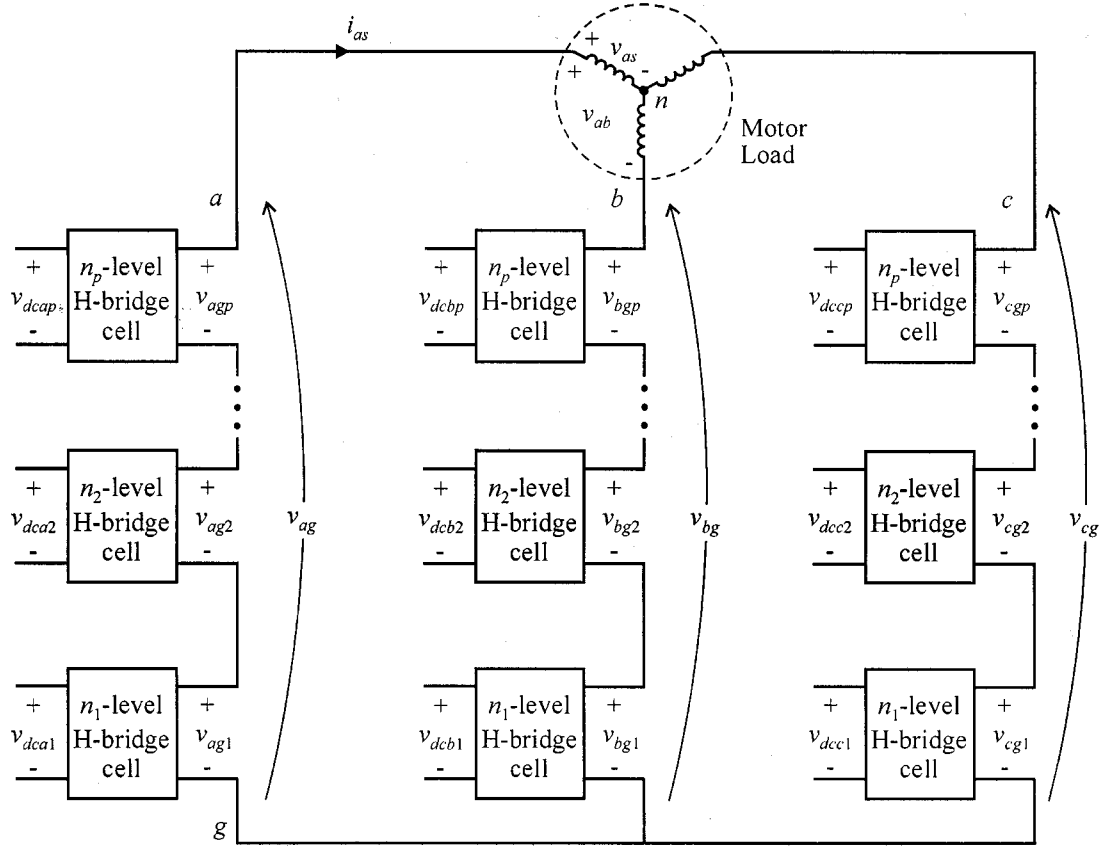 i_as
+
v_as
+
-
n
v_ab
-
Motor
Load
a
b
c
+
n_p-level
+
+
n_p-level
+
+
n_p-level
+
v_dcap
H-bridge
v_agp
v_dcbp
H-bridge
v_bgp
v_dccp
H-bridge
v_cgp
-
cell
-
-
cell
-
-
cell
-
+
n_2-level
+
+
n_2-level
+
+
n_2-level
+
v_dca2
H-bridge
v_ag2
v_ag
v_dcb2
H-bridge
v_bg2
v_bg
v_dcc2
H-bridge
v_cg2
v_cg
-
cell
-
-
cell
-
-
cell
-
+
n_1-level
+
+
n_1-level
+
+
n_1-level
+
v_dca1
H-bridge
v_ag1
v_dcb1
H-bridge
v_bg1
v_dcc1
H-bridge
v_cg1
-
cell
-
-
cell
-
-
cell
-
g